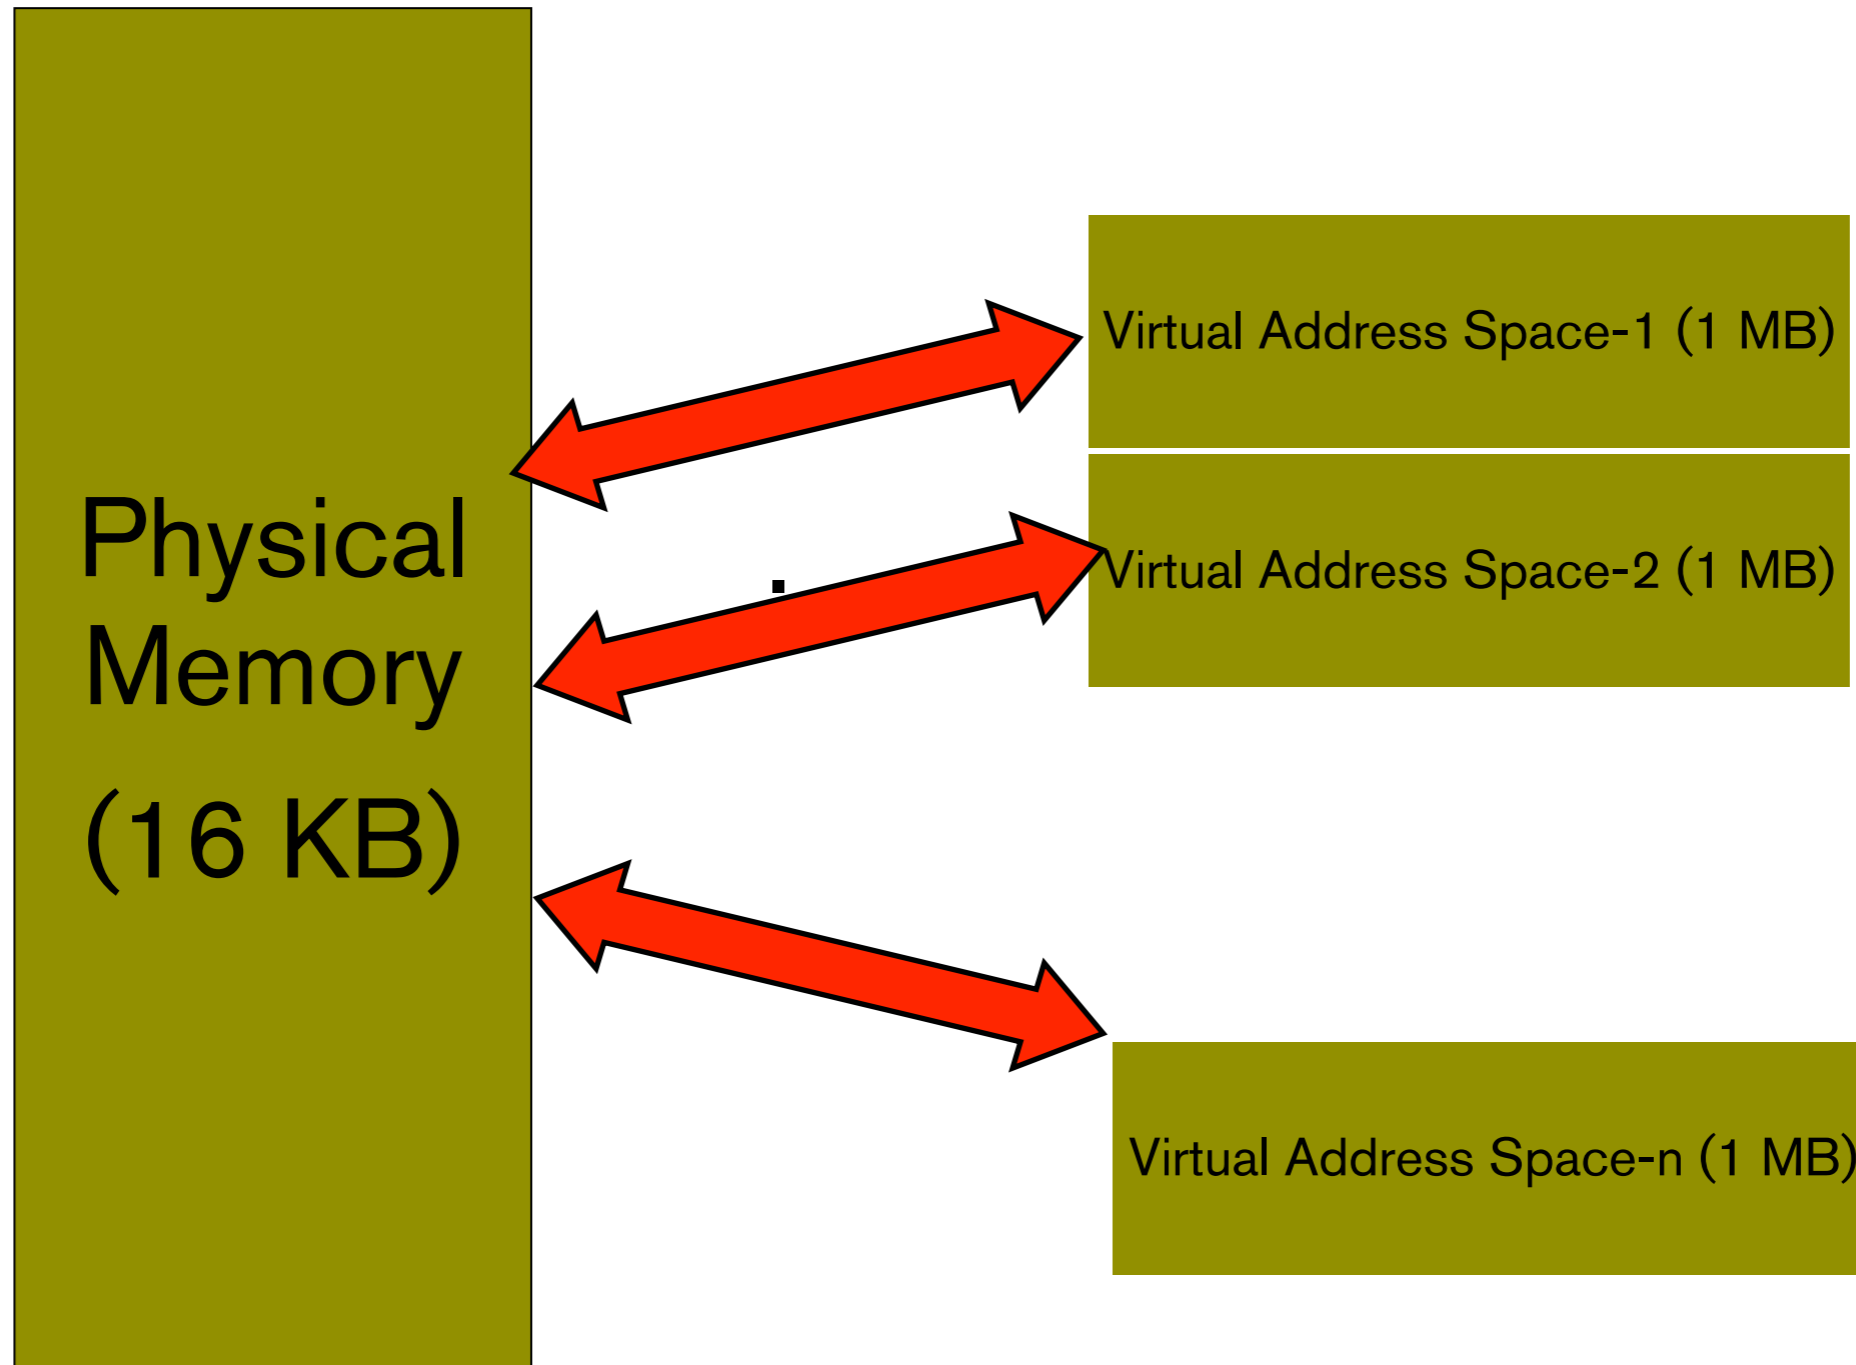 Physical
Memory
(16 KB)
Virtual Address Space-1 (1 MB)
.
Virtual Address Space-2 (1 MB)
Virtual Address Space-n (1 MB)